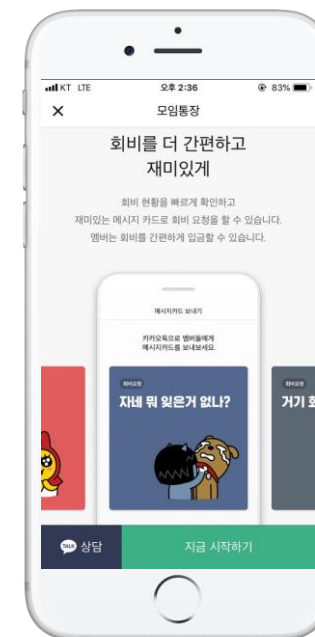 KT LTE 오후 2:36 83%
모임통장
회비를 더 간편하고
재미있게
회비 현황을 빠르게 확인하고
재미있는 메시지 카드로 회비 요청을 할 수 있습니다.
멤버는 회비를 간편하게 입금할 수 있습니다.
메시지카드 보내기
카카오톡으로 멤버들에게
메시지카드를 보내보세요.
회비요청
자네 뭐 잊은거 없나?
회비요청
거기 회
TALK 상담
지금 시작하기